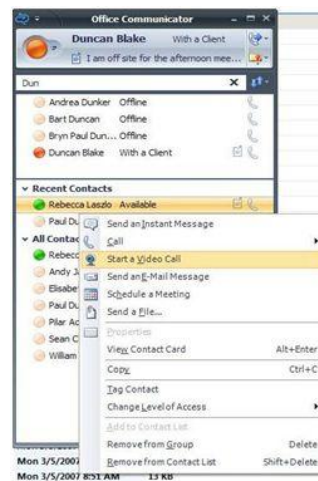 Office Communicator
Duncan Blake With a Client
I am off site for the afternoon mee...
Dun
Andrea Dunker Offline
Bart Duncan Offline
Bryn Paul Dun... Offline
Duncan Blake With a Client
Recent Contacts
Rebecca Laszlo Available
Paul Du
All Contac
Rebecc
Andy J
Elisabe
Paul Du
Pilar Ac
Sean C
William
Send an Instant Message
Call
Start a Video Call
Send an E-Mail Message
Schedule a Meeting
Send a File...
Properties
View Contact Card Alt+Enter
Copy Ctrl+C
Tag Contact
Change Level of Access
Add to Contact List
Remove from Group Delete
Remove from Contact List Shift+Delete
Mon 3/5/2007
Mon 3/5/2007 8:51 AM 13 KB